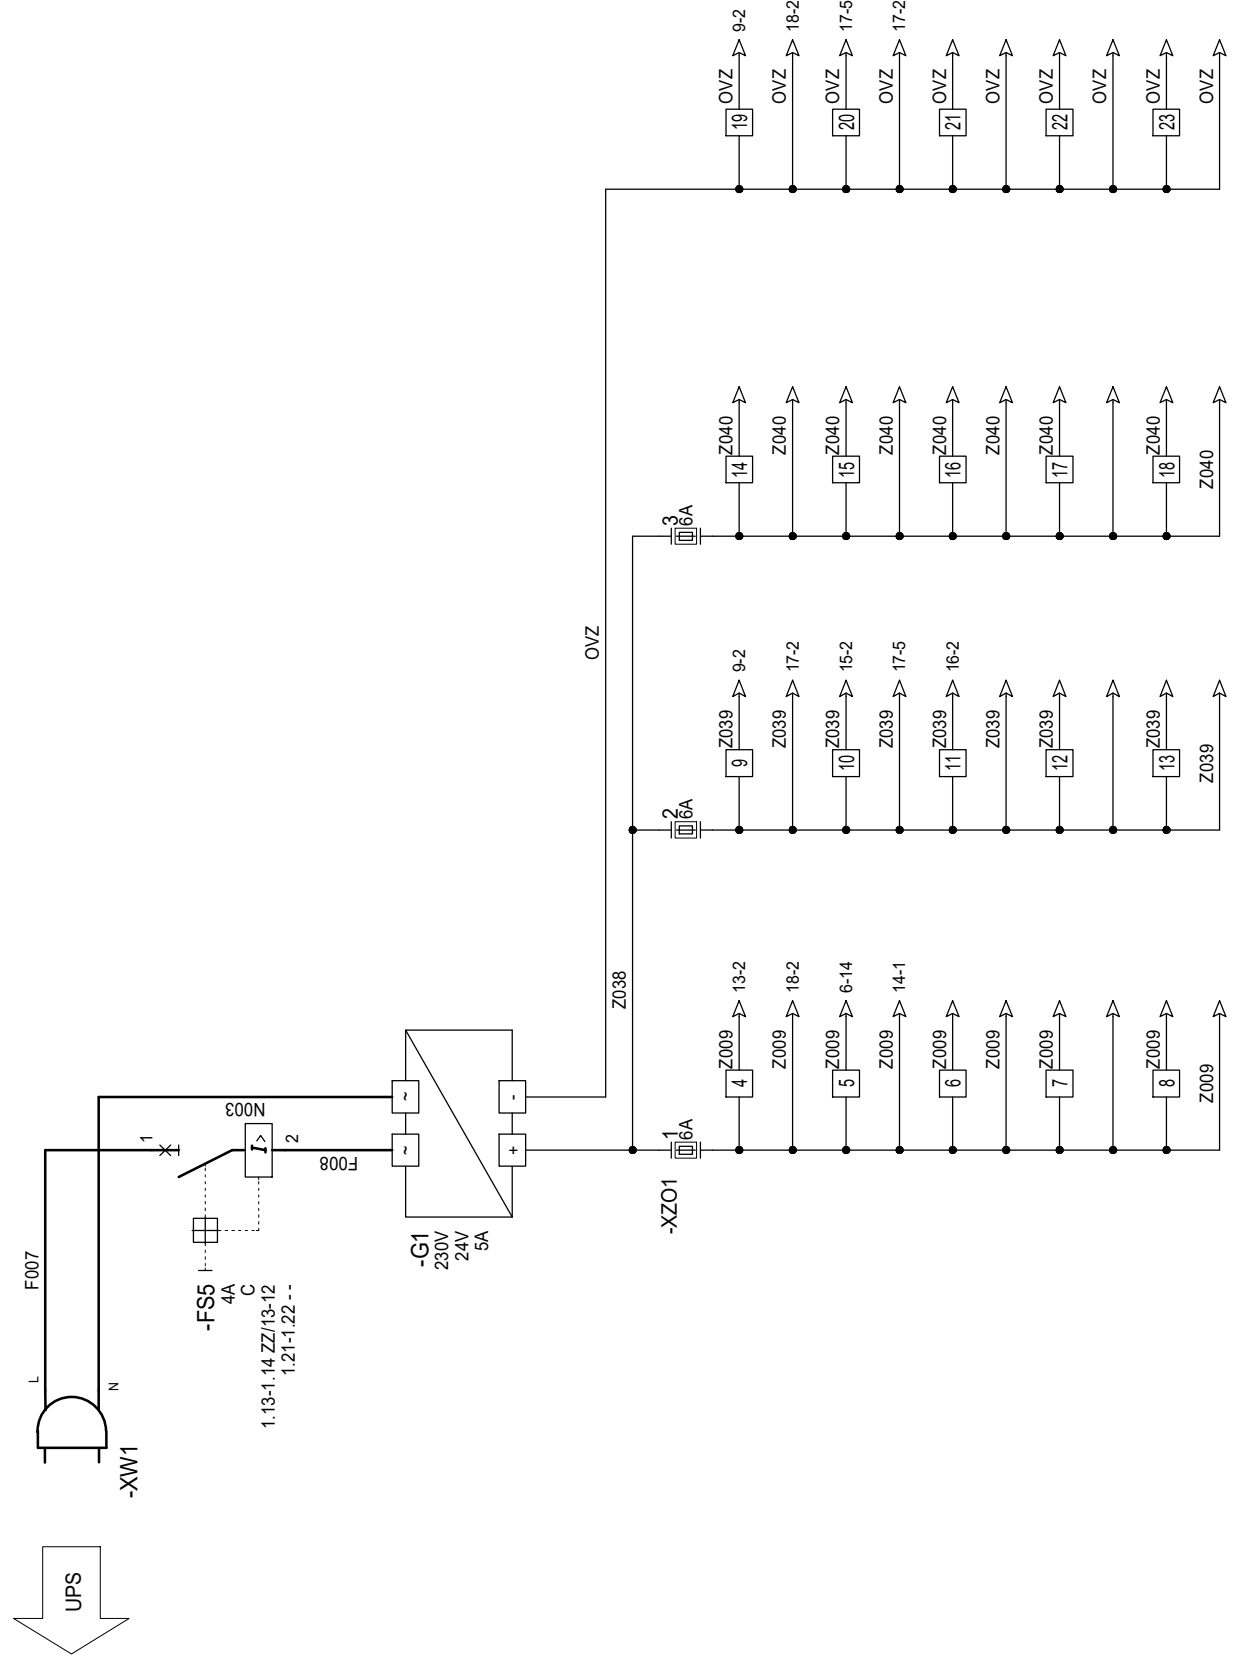 UPS
-XW1
L
N
F007
-FS5
4A
C
1.13-1.14 ZZ/13-12
1.21-1.22 - -
1
I>
2
N003
F008
-G1
230V
24V
5A
~
~
+
-
OVZ
Z038
-XZO1
1
6A
2
6A
3
6A
4 Z009 13-2
Z009 18-2
5 Z009 6-14
Z009 14-1
6 Z009
Z009
7 Z009
8 Z009
Z009
9 Z039 9-2
Z039 17-2
10 Z039 15-2
Z039 17-5
11 Z039 16-2
Z039
12 Z039
13 Z039
Z039
14 Z040
Z040
15 Z040
Z040
16 Z040
Z040
17 Z040
18 Z040
Z040
19 OVZ 9-2
OVZ 18-2
20 OVZ 17-5
OVZ 17-2
21 OVZ
OVZ
22 OVZ
OVZ
23 OVZ
OVZ